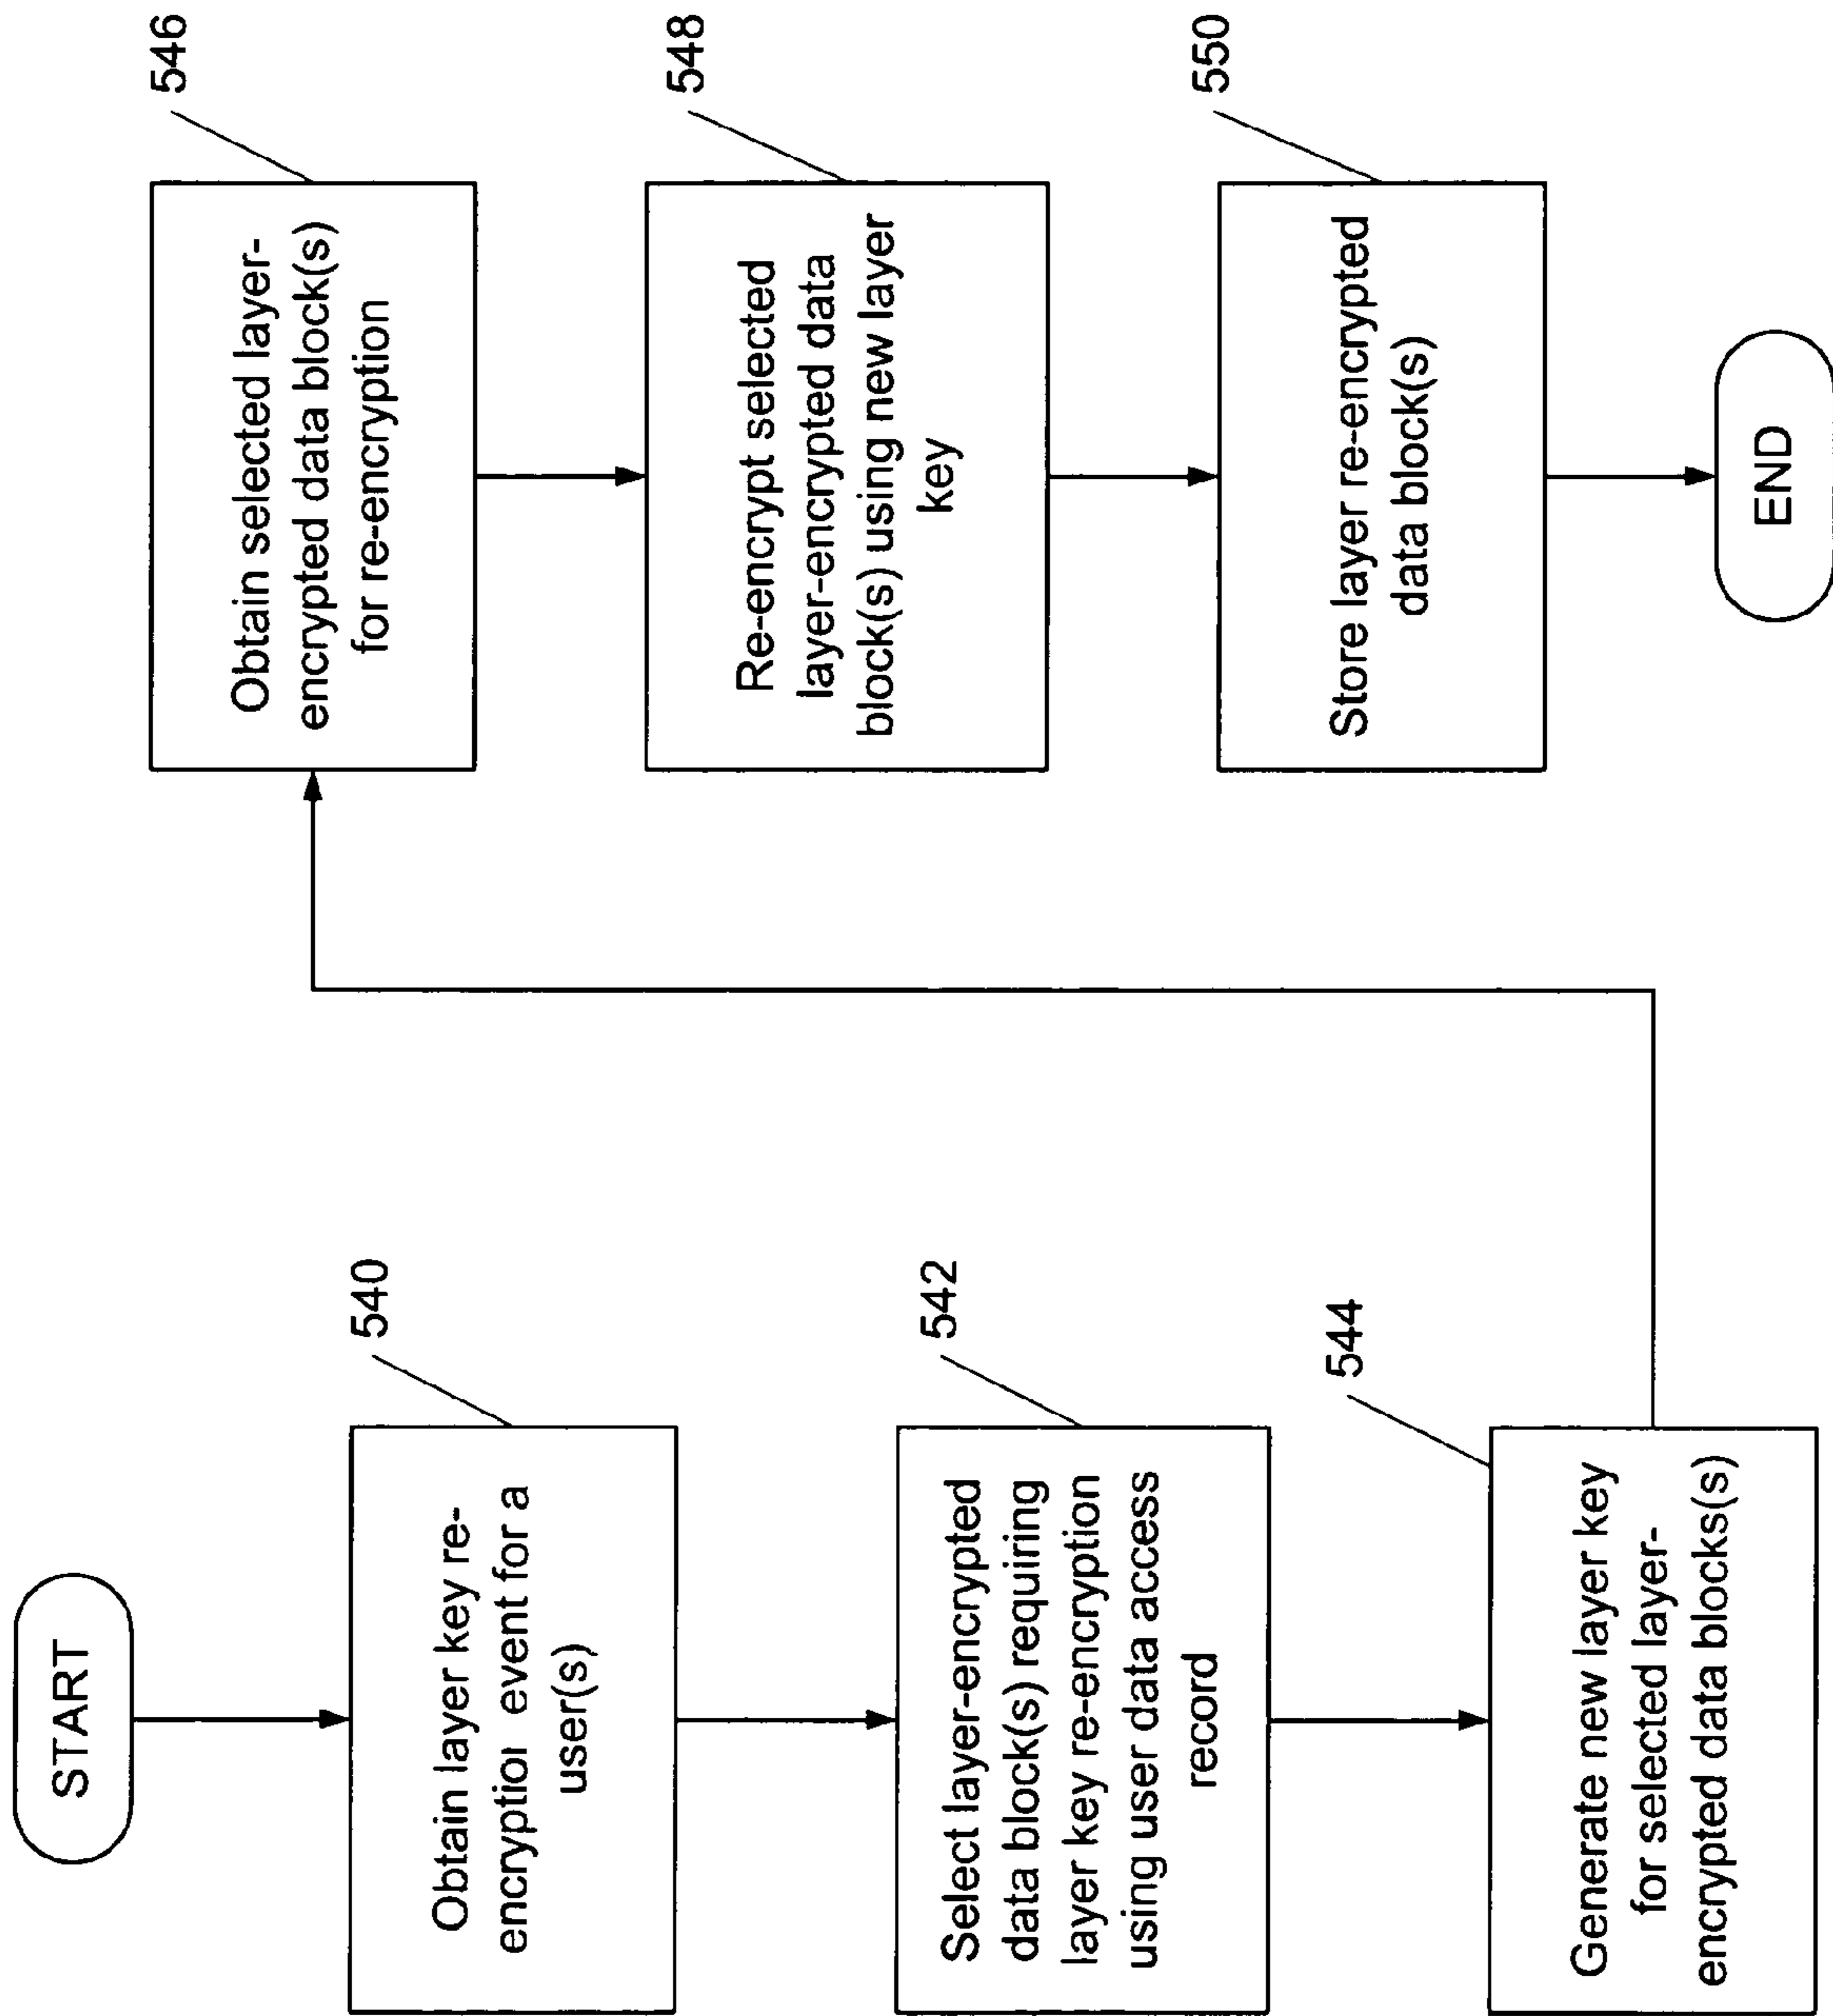 START
540
Obtain layer key re-
encryption event for a
user(s)
542
Select layer-encrypted
data block(s) requiring
layer key re-encryption
using user data access
record
544
Generate new layer key
for selected layer-
encrypted data blocks(s)
546
Obtain selected layer-
encrypted data block(s)
for re-encryption
548
Re-encrypt selected
layer-encrypted data
block(s) using new layer
key
550
Store layer re-encrypted
data block(s)
END